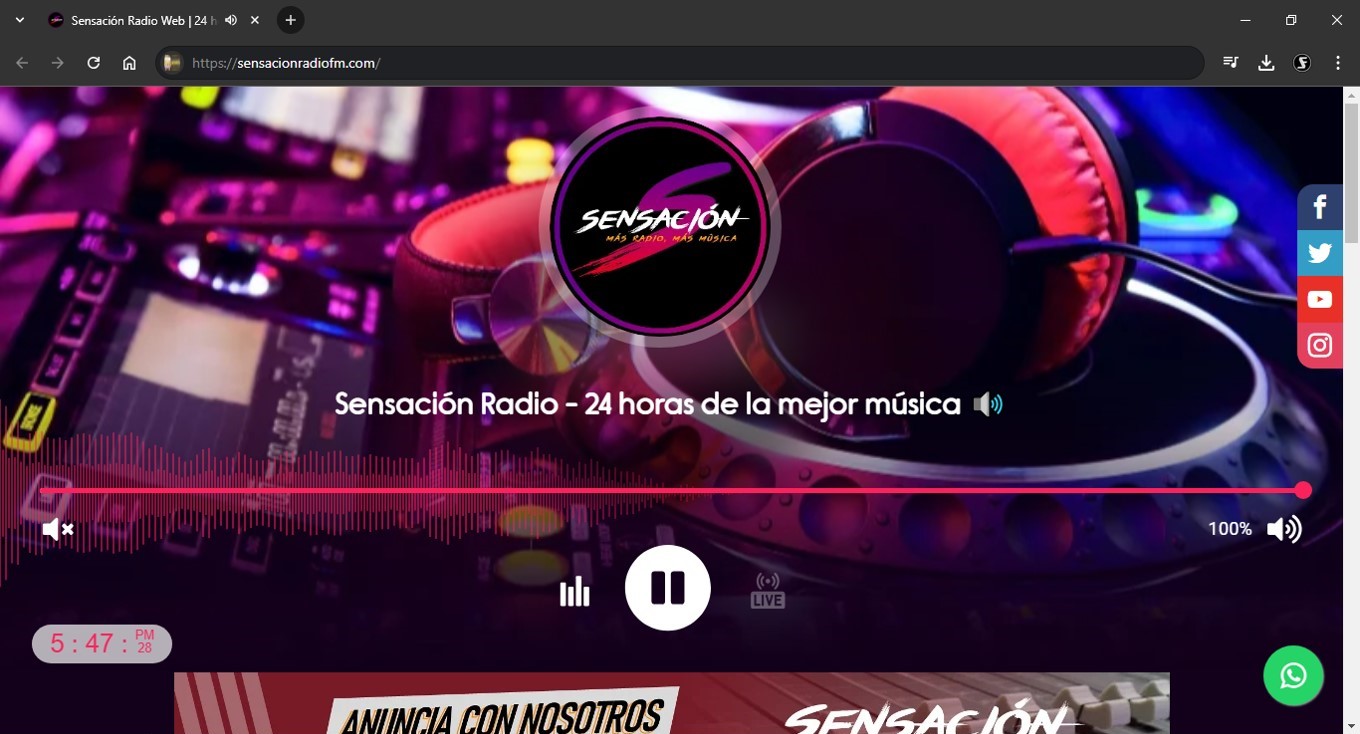 Sensación Radio Web | 24 h
https://sensacionradiofm.com/
SENSACIÓN
MÁS RADIO, MÁS MÚSICA
Sensación Radio - 24 horas de la mejor música
100%
LIVE
5 : 47 : PM
28
ANUNCIA CON NOSOTROS
SENSACIÓN